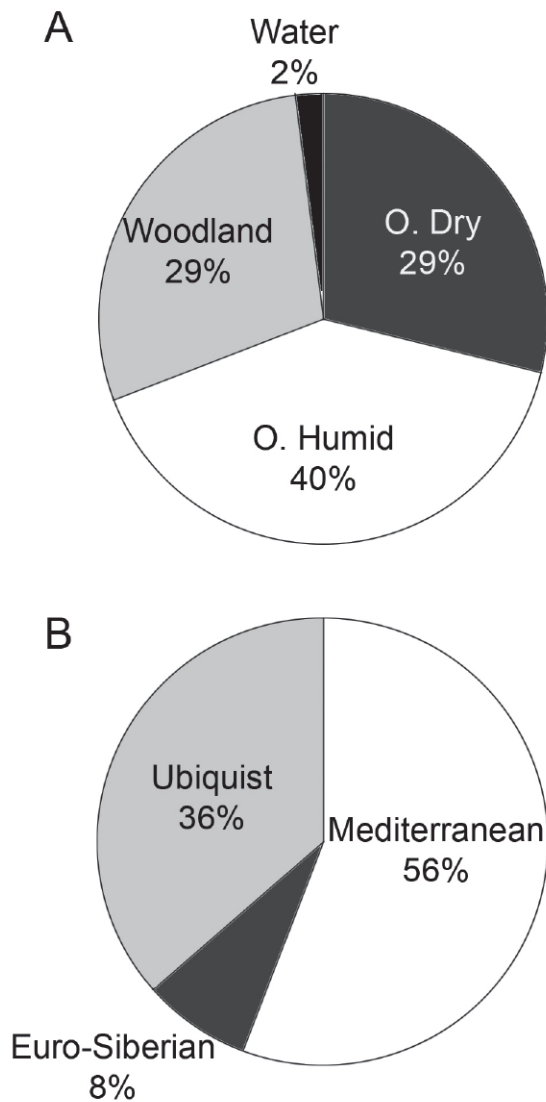 A
Water
2%
O. Dry
29%
Woodland
29%
O. Humid
40%
B
Ubiquist
36%
Mediterranean
56%
Euro-Siberian
8%